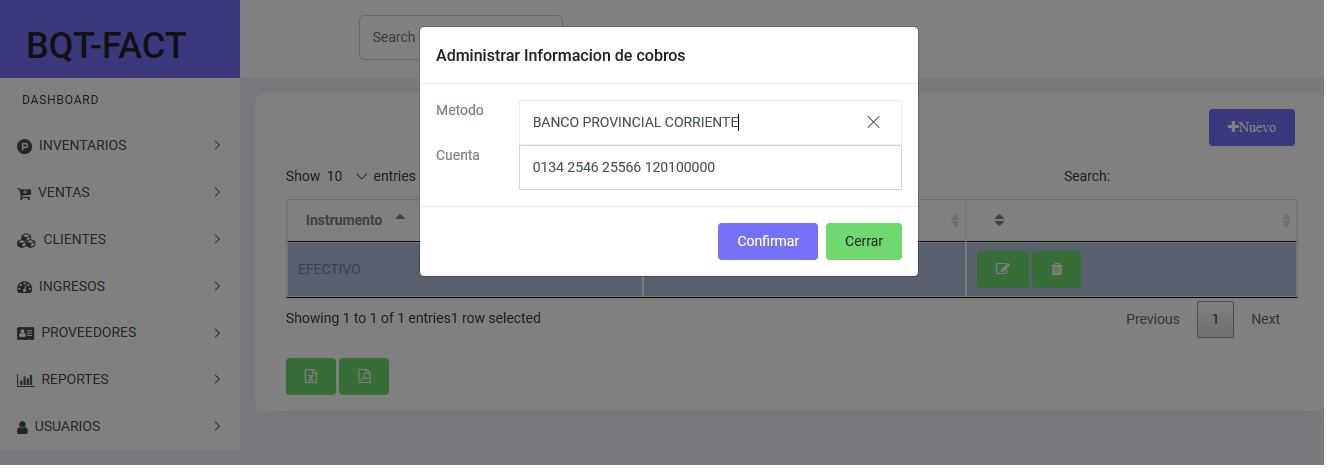 BQT-FACT
Search
Administrar Informacion de cobros
DASHBOARD
Metodo
BANCO PROVINCIAL CORRIENTE
Nuevo
INVENTARIOS
Cuenta
0134 2546 25566 120100000
Show 10 entries
Search:
VENTAS
Instrumento
CLIENTES
Confirmar
Cerrar
EFECTIVO
INGRESOS
Showing 1 to 1 of 1 entries1 row selected
Previous 1 Next
PROVEEDORES
REPORTES
USUARIOS